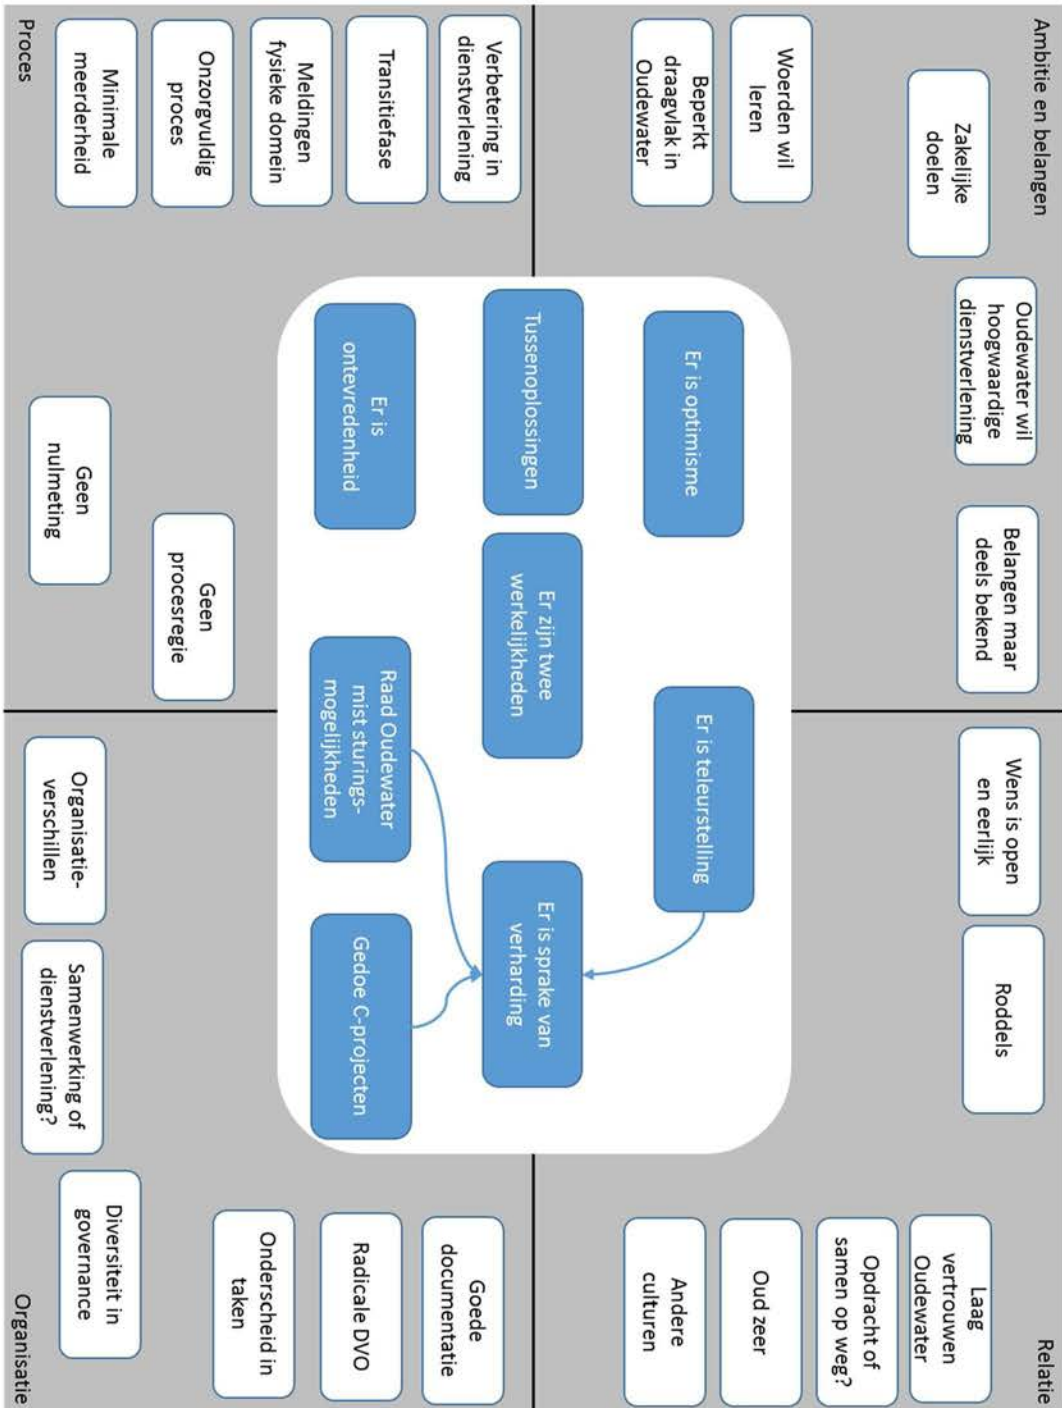 Ambitie en belangen
Zakelijke
doelen
Oudewater wil
hoogwaardige
dienstverlening
Belangen maar
deels bekend
Woerden wil
leren
Beperkt
draagvlak in
Oudewater
Relatie
Wens is open
en eerlijk
Roddels
Laag
vertrouwen
Oudewater
Opdracht of
samen op weg?
Oud zeer
Andere
culturen
Er is optimisme
Er is teleurstelling
Tussenoplossingen
Er zijn twee
werkelijkheden
Er is sprake van
verharding
Er is
ontevredenheid
Raad Oudewater
mist sturings-
mogelijkheden
Gedoe C-projecten
Verbetering in
dienstverlening
Transitiefase
Meldingen
fysieke domein
Onzorgvuldig
proces
Minimale
meerderheid
Geen
procesregie
Geen
nulmeting
Proces
Goede
documentatie
Radicale DVO
Onderscheid in
taken
Diversiteit in
governance
Organisatie-
verschillen
Samenwerking of
dienstverlening?
Organisatie